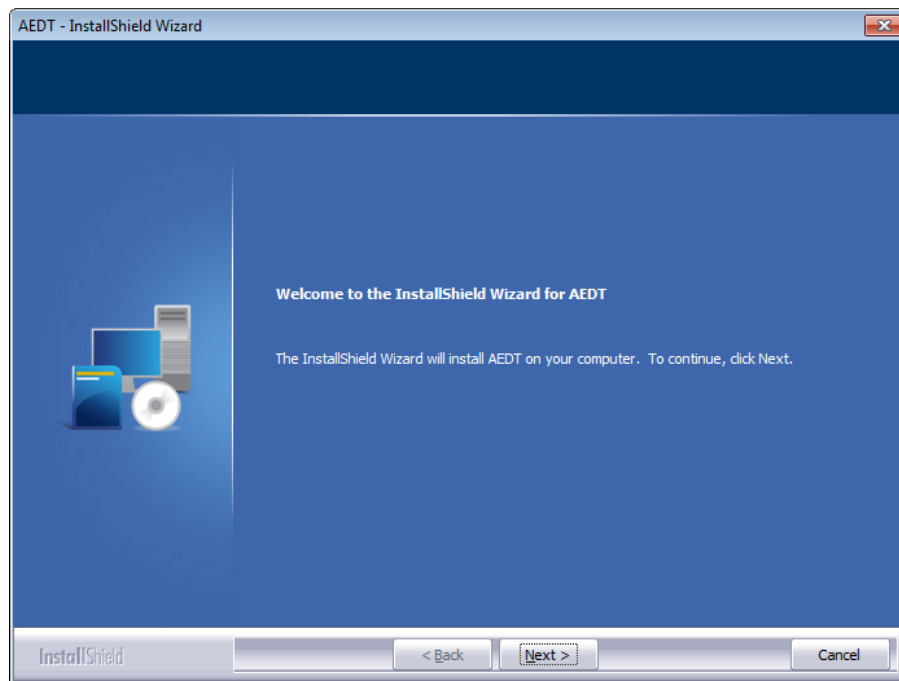 AEDT - InstallShield Wizard
Welcome to the InstallShield Wizard for AEDT
The InstallShield Wizard will install AEDT on your computer.  To continue, click Next.
InstallShield
< Back
Next >
Cancel